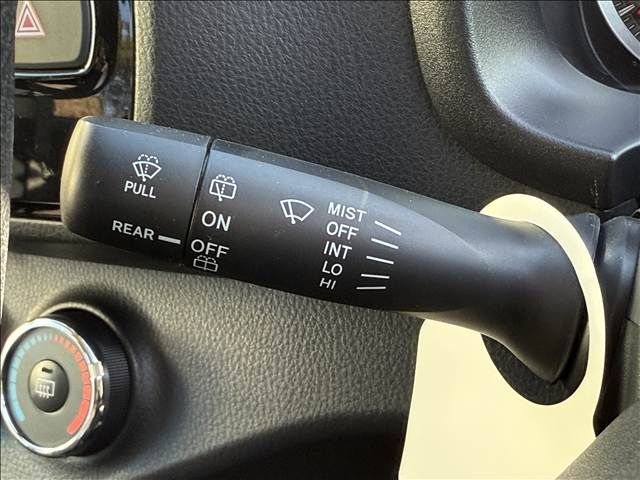 PULL
REAR
ON
OFF
MIST
OFF
INT
LO
HI